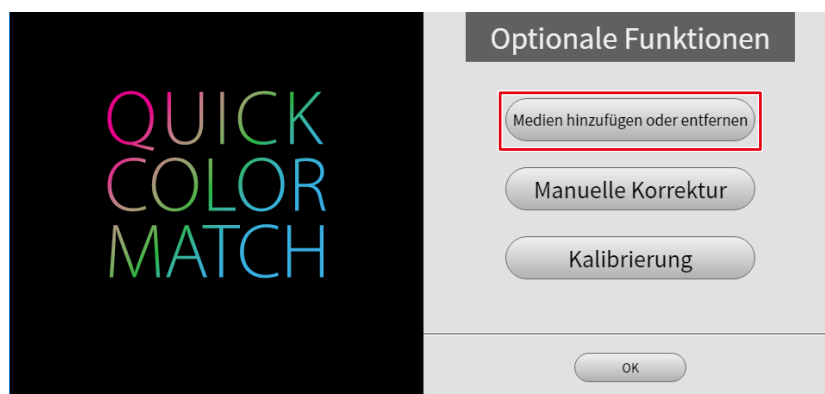 QUICK
COLOR
MATCH
Optionale Funktionen
Medien hinzufügen oder entfernen
Manuelle Korrektur
Kalibrierung
OK